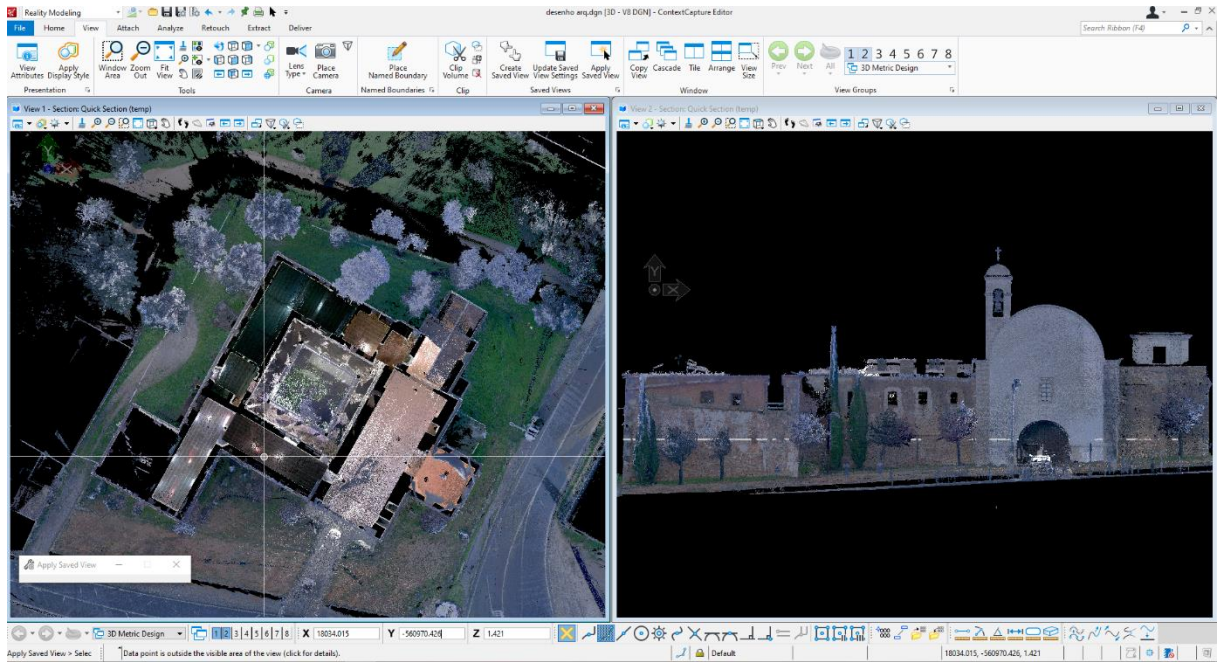 Reality Modeling
desenho arq.dgn [3D - V8 DGN] - ContextCapture Editor
File Home View Attach Analyze Retouch Extract Deliver
Search Ribbon (F4)
View Attributes
Apply Display Style
Presentation
Window Area
Zoom Out
Fit View
Tools
Lens Type
Place Camera
Camera
Place Named Boundary
Named Boundaries
Clip Volume
Clip
Create Saved View
Update Saved View Settings
Apply Saved View
Saved Views
Copy View
Cascade
Tile
Arrange
View Size
Window
Prev
Next
All
1 2 3 4 5 6 7 8
3D Metric Design
View Groups
View 1 - Section: Quick Section (temp)
View 2 - Section: Quick Section (temp)
Y
X
Y
X
Apply Saved View
3D Metric Design
1 2 3 4 5 6 7 8
X 18034.015
Y -560970.426
Z 1.421
Apply Saved View > Selec
Data point is outside the visible area of the view (click for details).
Default
18034.015, -560970.426, 1.421